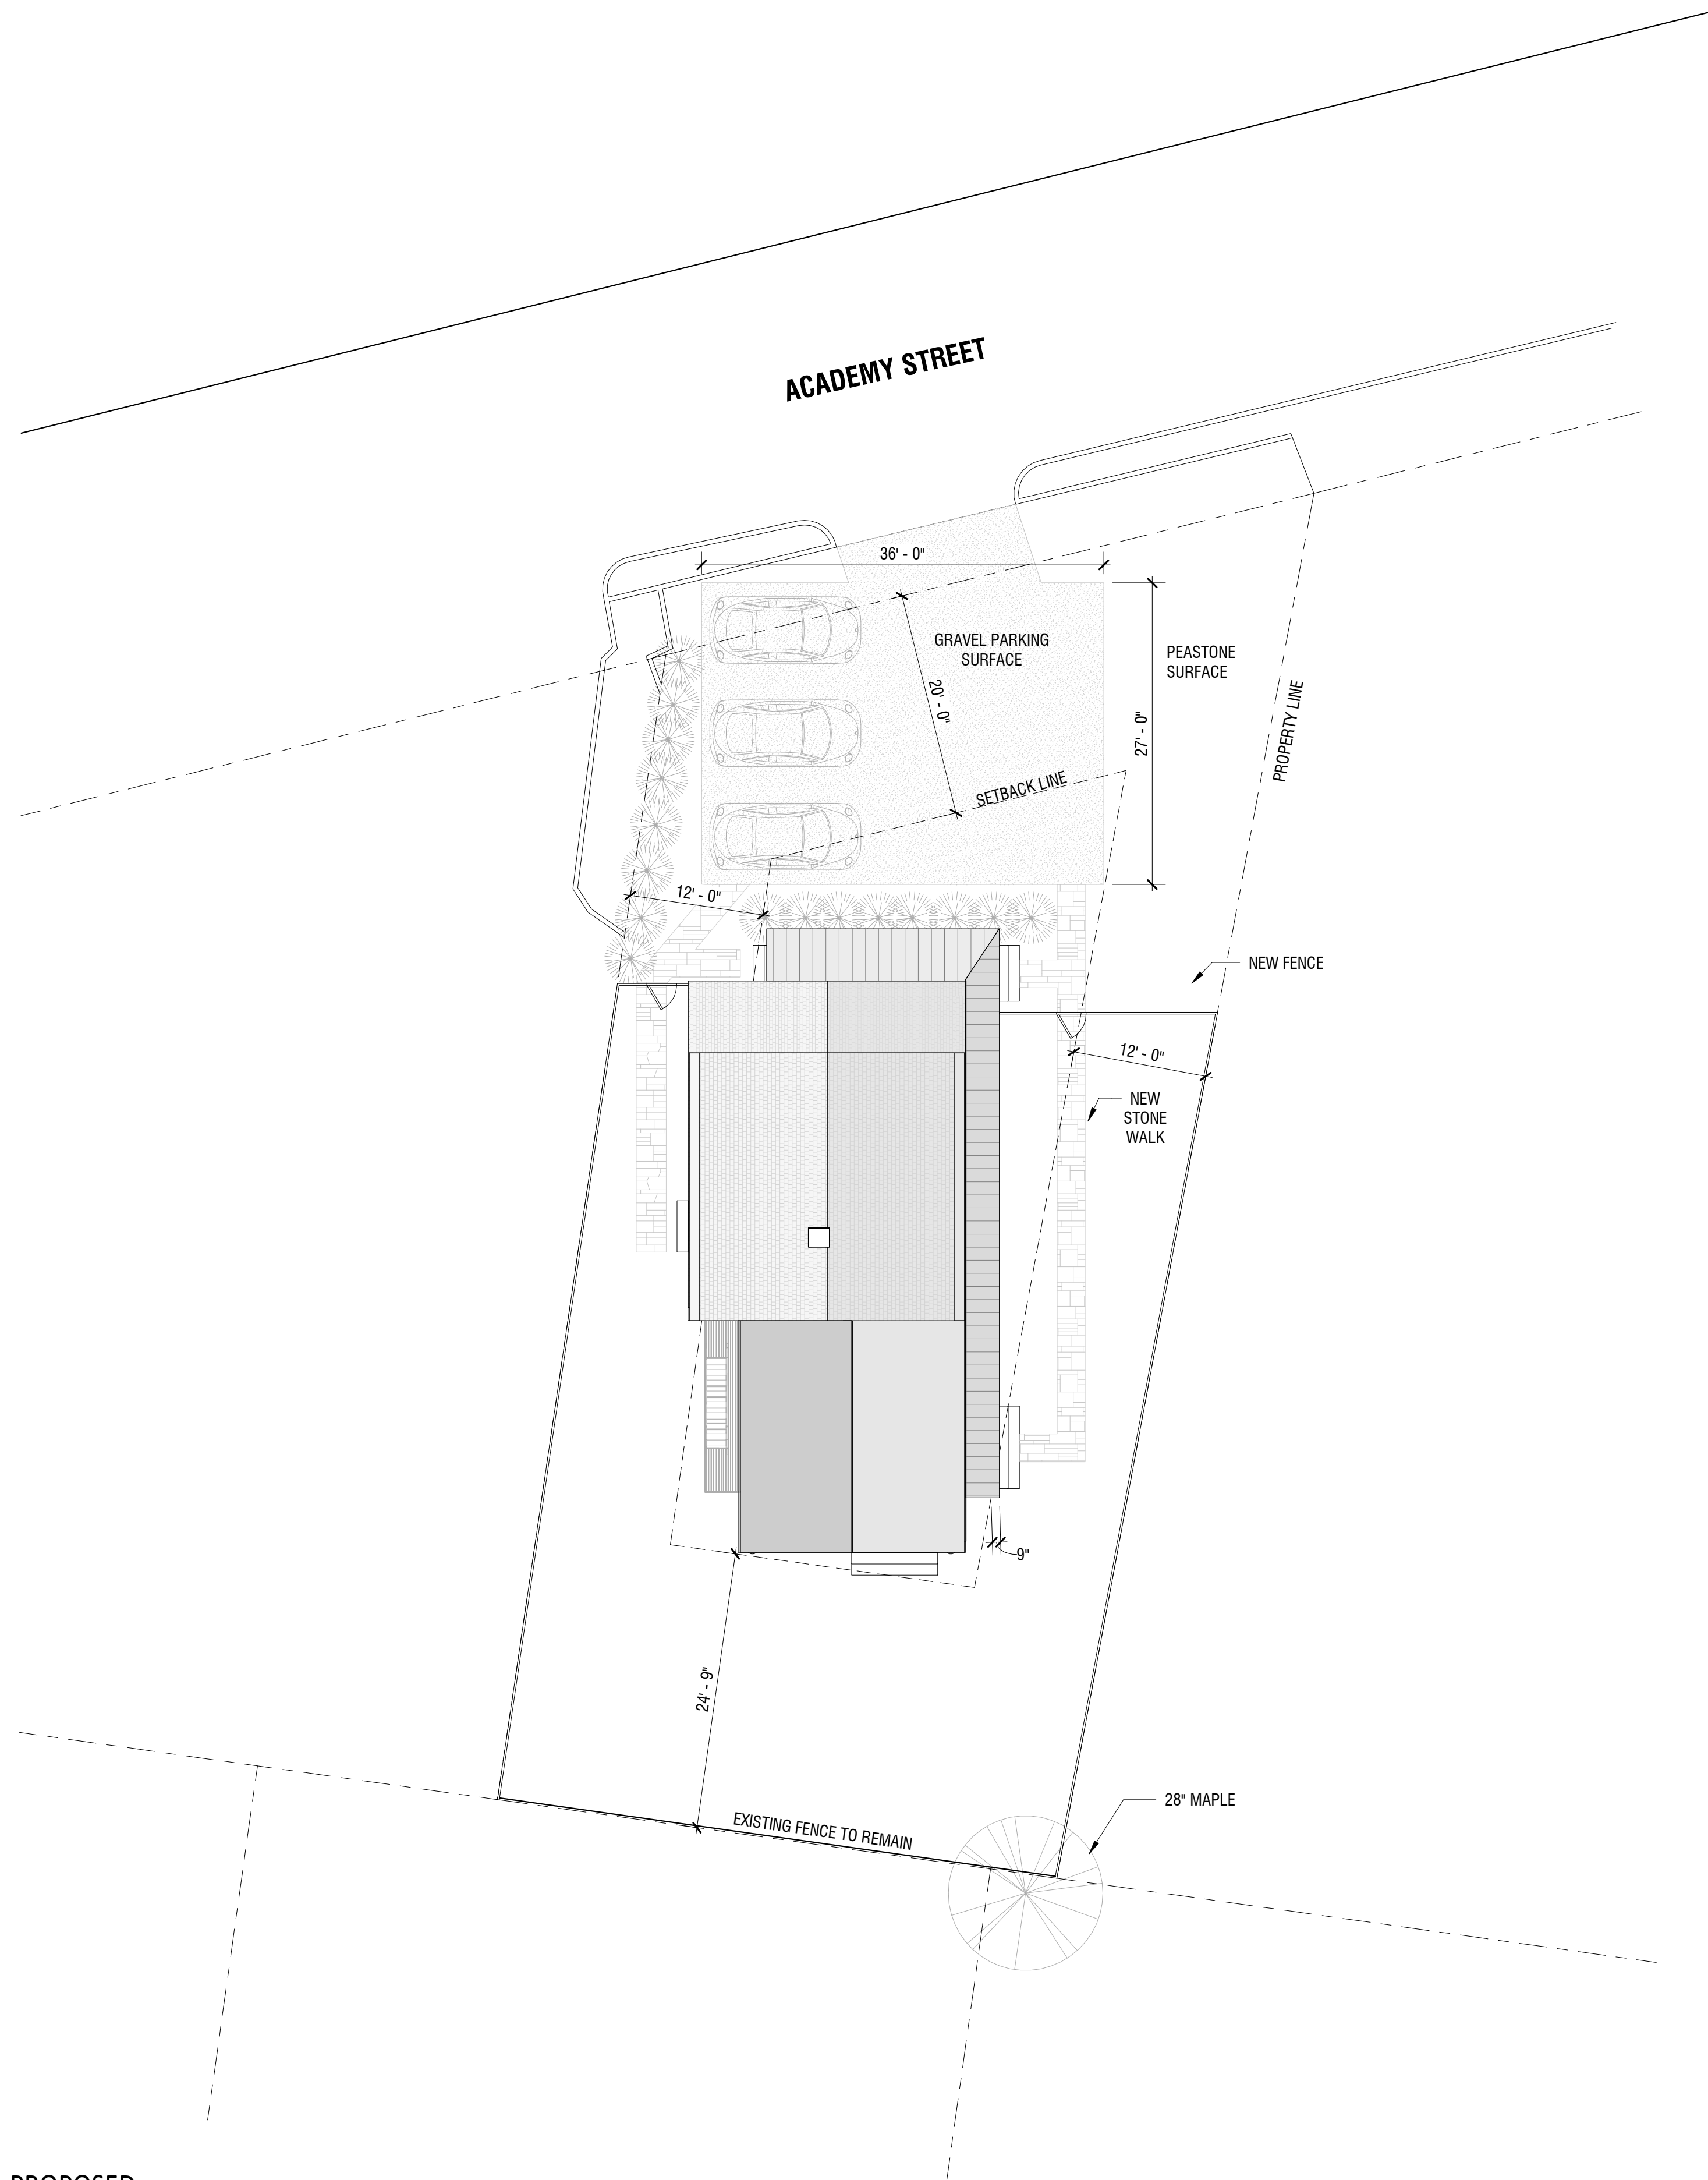 ACADEMY STREET
36' - 0"
GRAVEL PARKING
SURFACE
PEASTONE
SURFACE
20' - 0"
27' - 0"
PROPERTY LINE
SETBACK LINE
12' - 0"
NEW FENCE
12' - 0"
NEW
STONE
WALK
9"
24' - 9"
28" MAPLE
EXISTING FENCE TO REMAIN
PROPOSED